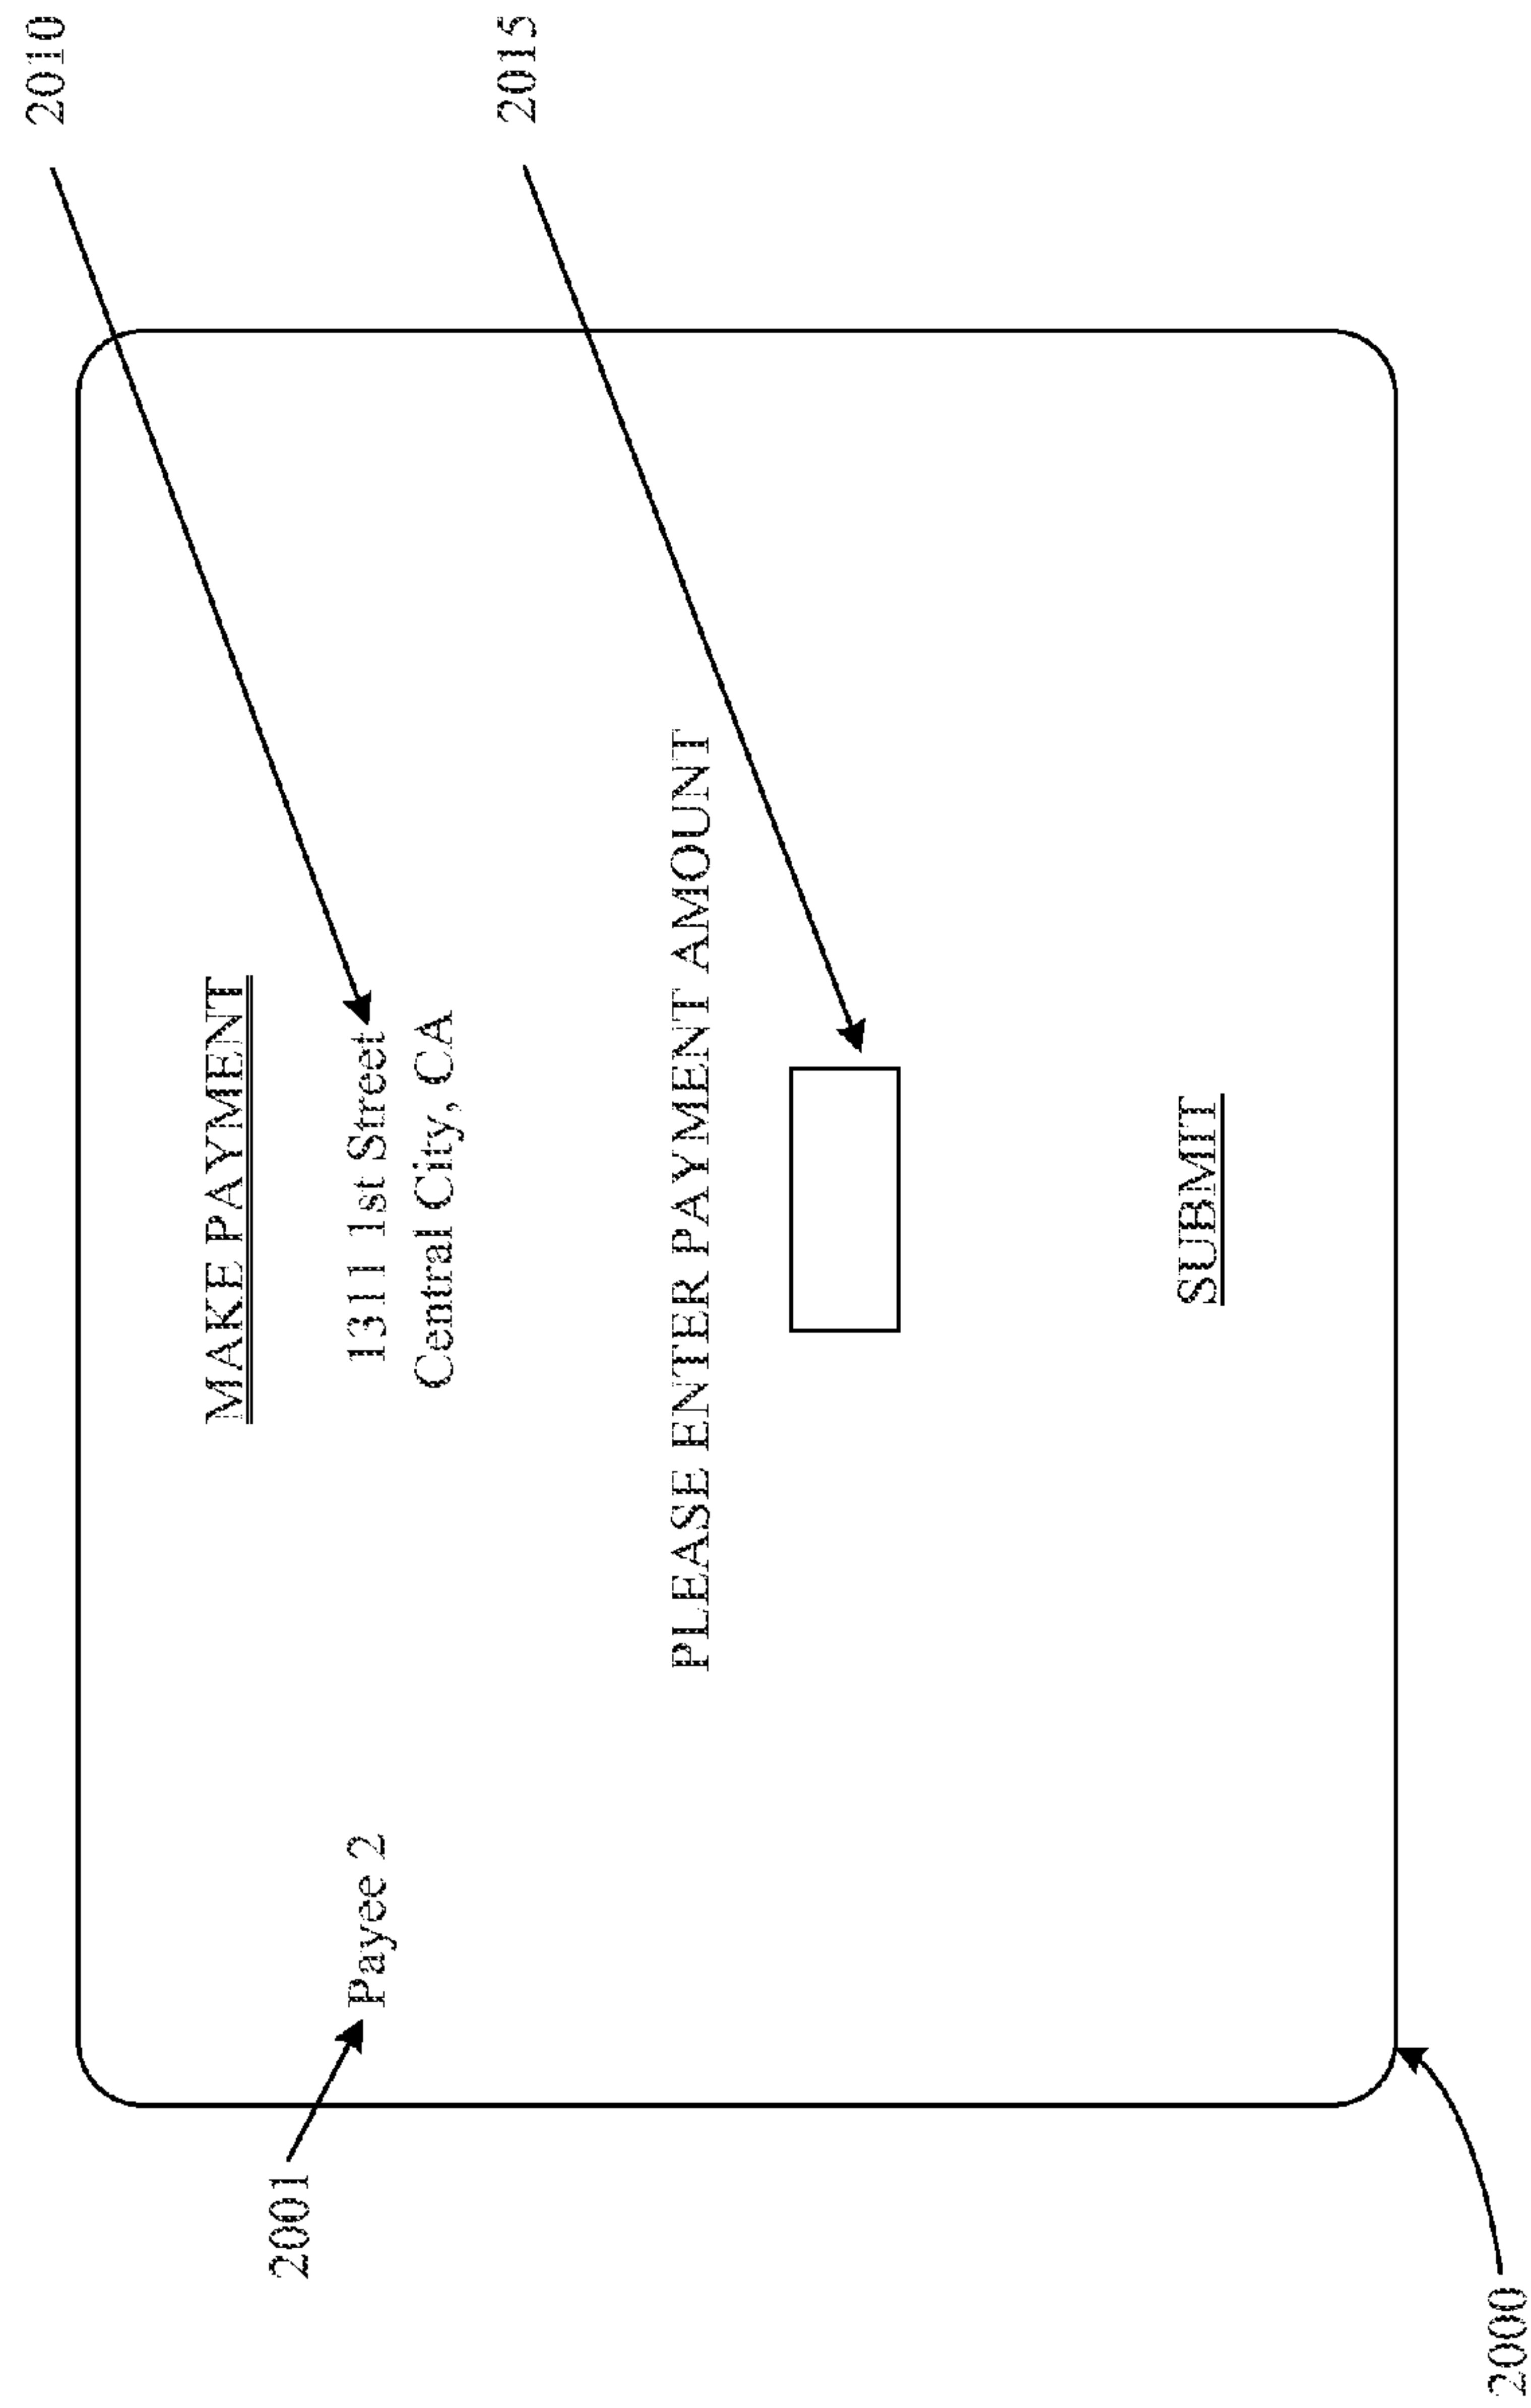 MAKE PAYMENT
2010
2001
Payee 2
1311 1st Street
Central City, CA
2015
PLEASE ENTER PAYMENT AMOUNT
SUBMIT
2000